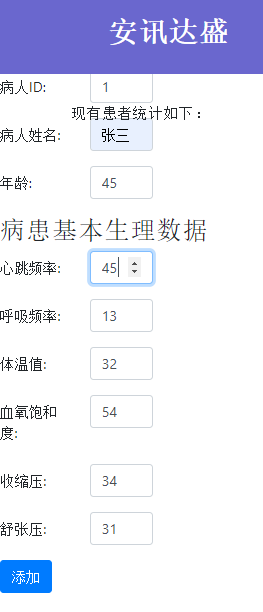 安讯达盛
病人ID: 1
现有患者统计如下：
病人姓名: 张三
年龄: 45
病患基本生理数据
心跳频率: 45
呼吸频率: 13
体温值: 32
血氧饱和 54
度:
收缩压: 34
舒张压: 31
添加